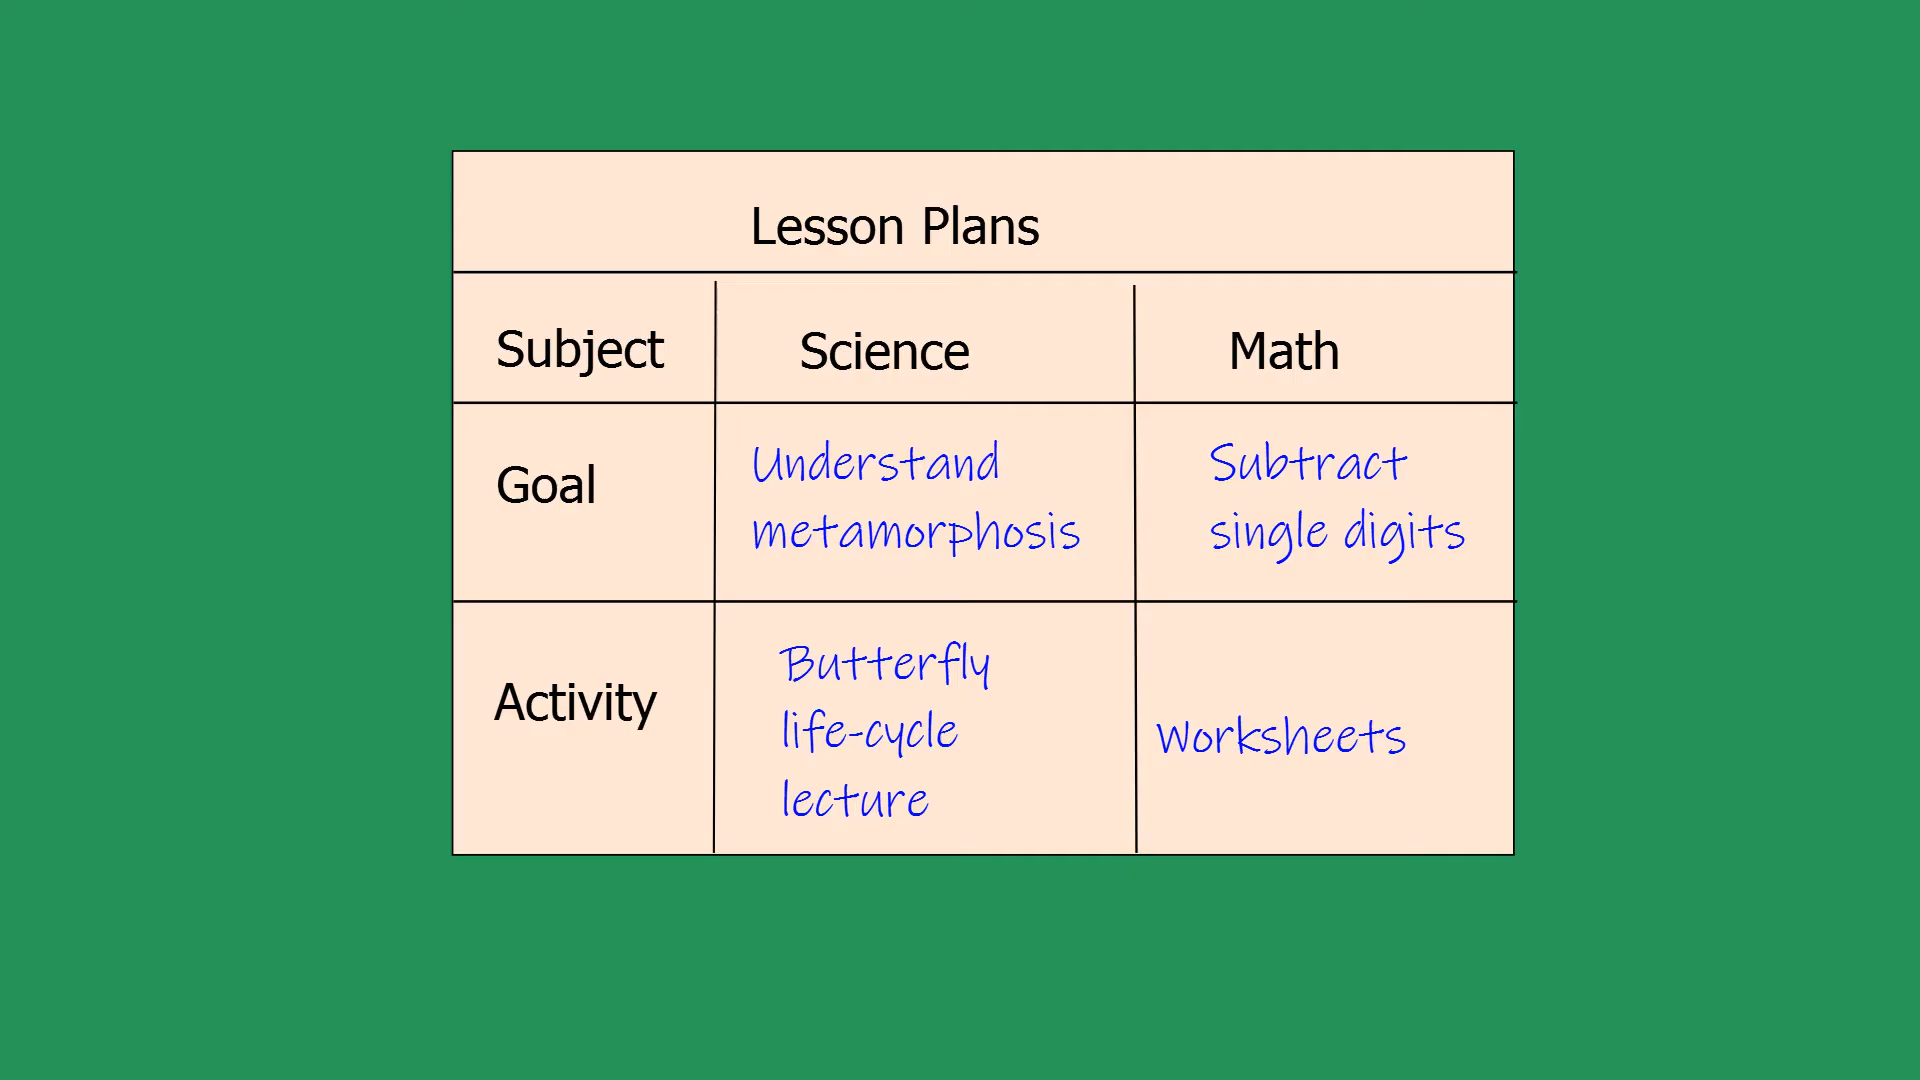 Lesson Plans
Subject
Science
Math
Goal
Understand
metamorphosis
Subtract
single digits
Activity
Butterfly
life-cycle
lecture
Worksheets